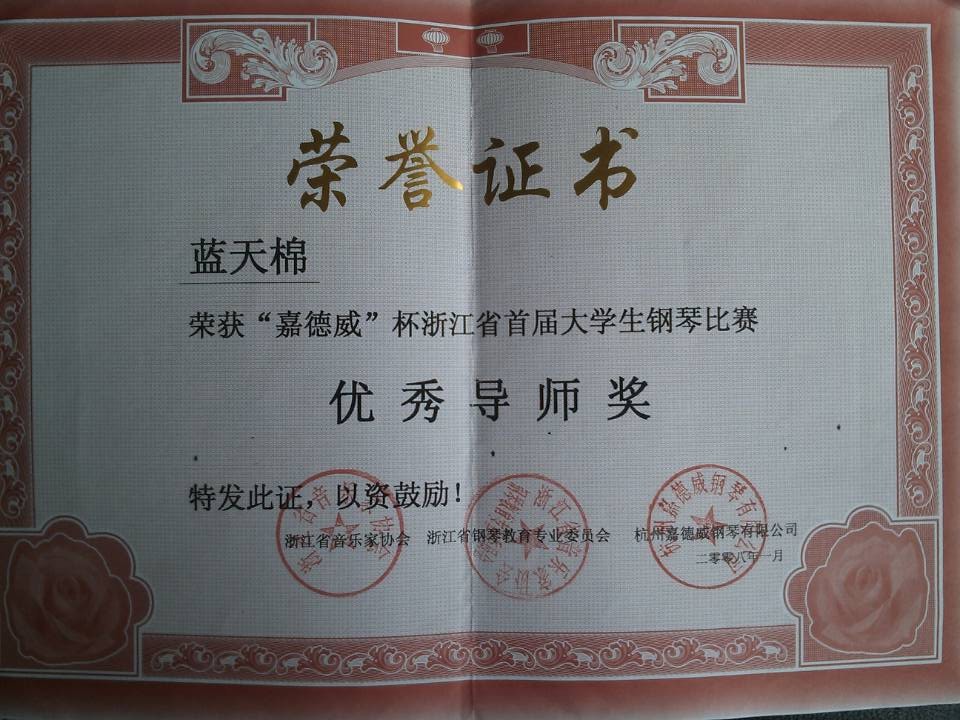 荣誉证书
蓝天棉
荣获“嘉德威”杯浙江省首届大学生钢琴比赛
优秀导师奖
特发此证，以资鼓励！
浙江省音乐家协会 浙江省钢琴教育专业委员会 杭州嘉德威钢琴有限公司
二零零八年一月